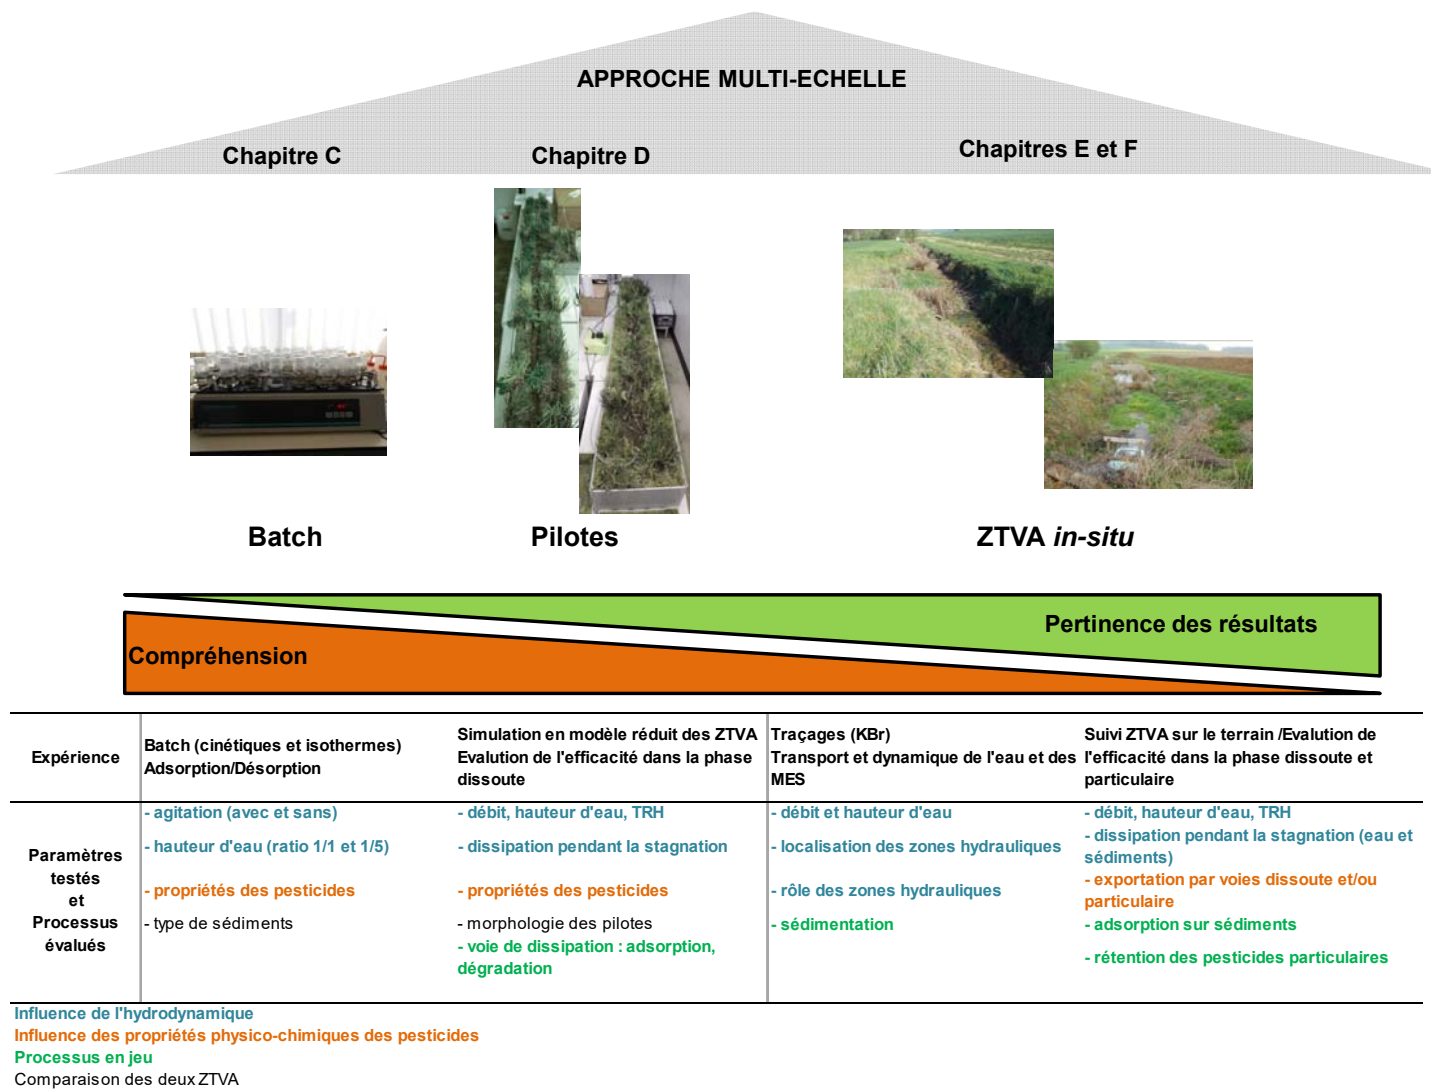 APPROCHE MULTI-ECHELLE
Chapitre C
Chapitre D
Chapitres E et F
Batch
Pilotes
ZTVA in-situ
Pertinence des résultats
Compréhension
Expérience
Batch (cinétiques et isothermes)
Adsorption/Désorption
Simulation en modèle réduit des ZTVA
Evalution de l'efficacité dans la phase
dissoute
Traçages (KBr)
Transport et dynamique de l'eau et des
MES
Suivi ZTVA sur le terrain /Evalution de
l'efficacité dans la phase dissoute et
particulaire
Paramètres
testés
et
Processus
évalués
- agitation (avec et sans)
- hauteur d'eau (ratio 1/1 et 1/5)
- propriétés des pesticides
- type de sédiments
- débit, hauteur d'eau, TRH
- dissipation pendant la stagnation
- propriétés des pesticides
- morphologie des pilotes
- voie de dissipation : adsorption,
dégradation
- débit et hauteur d'eau
- localisation des zones hydrauliques
- rôle des zones hydrauliques
- sédimentation
- débit, hauteur d'eau, TRH
- dissipation pendant la stagnation (eau et
sédiments)
- exportation par voies dissoute et/ou
particulaire
- adsorption sur sédiments
- rétention des pesticides particulaires
Influence de l'hydrodynamique
Influence des propriétés physico-chimiques des pesticides
Processus en jeu
Comparaison des deux ZTVA